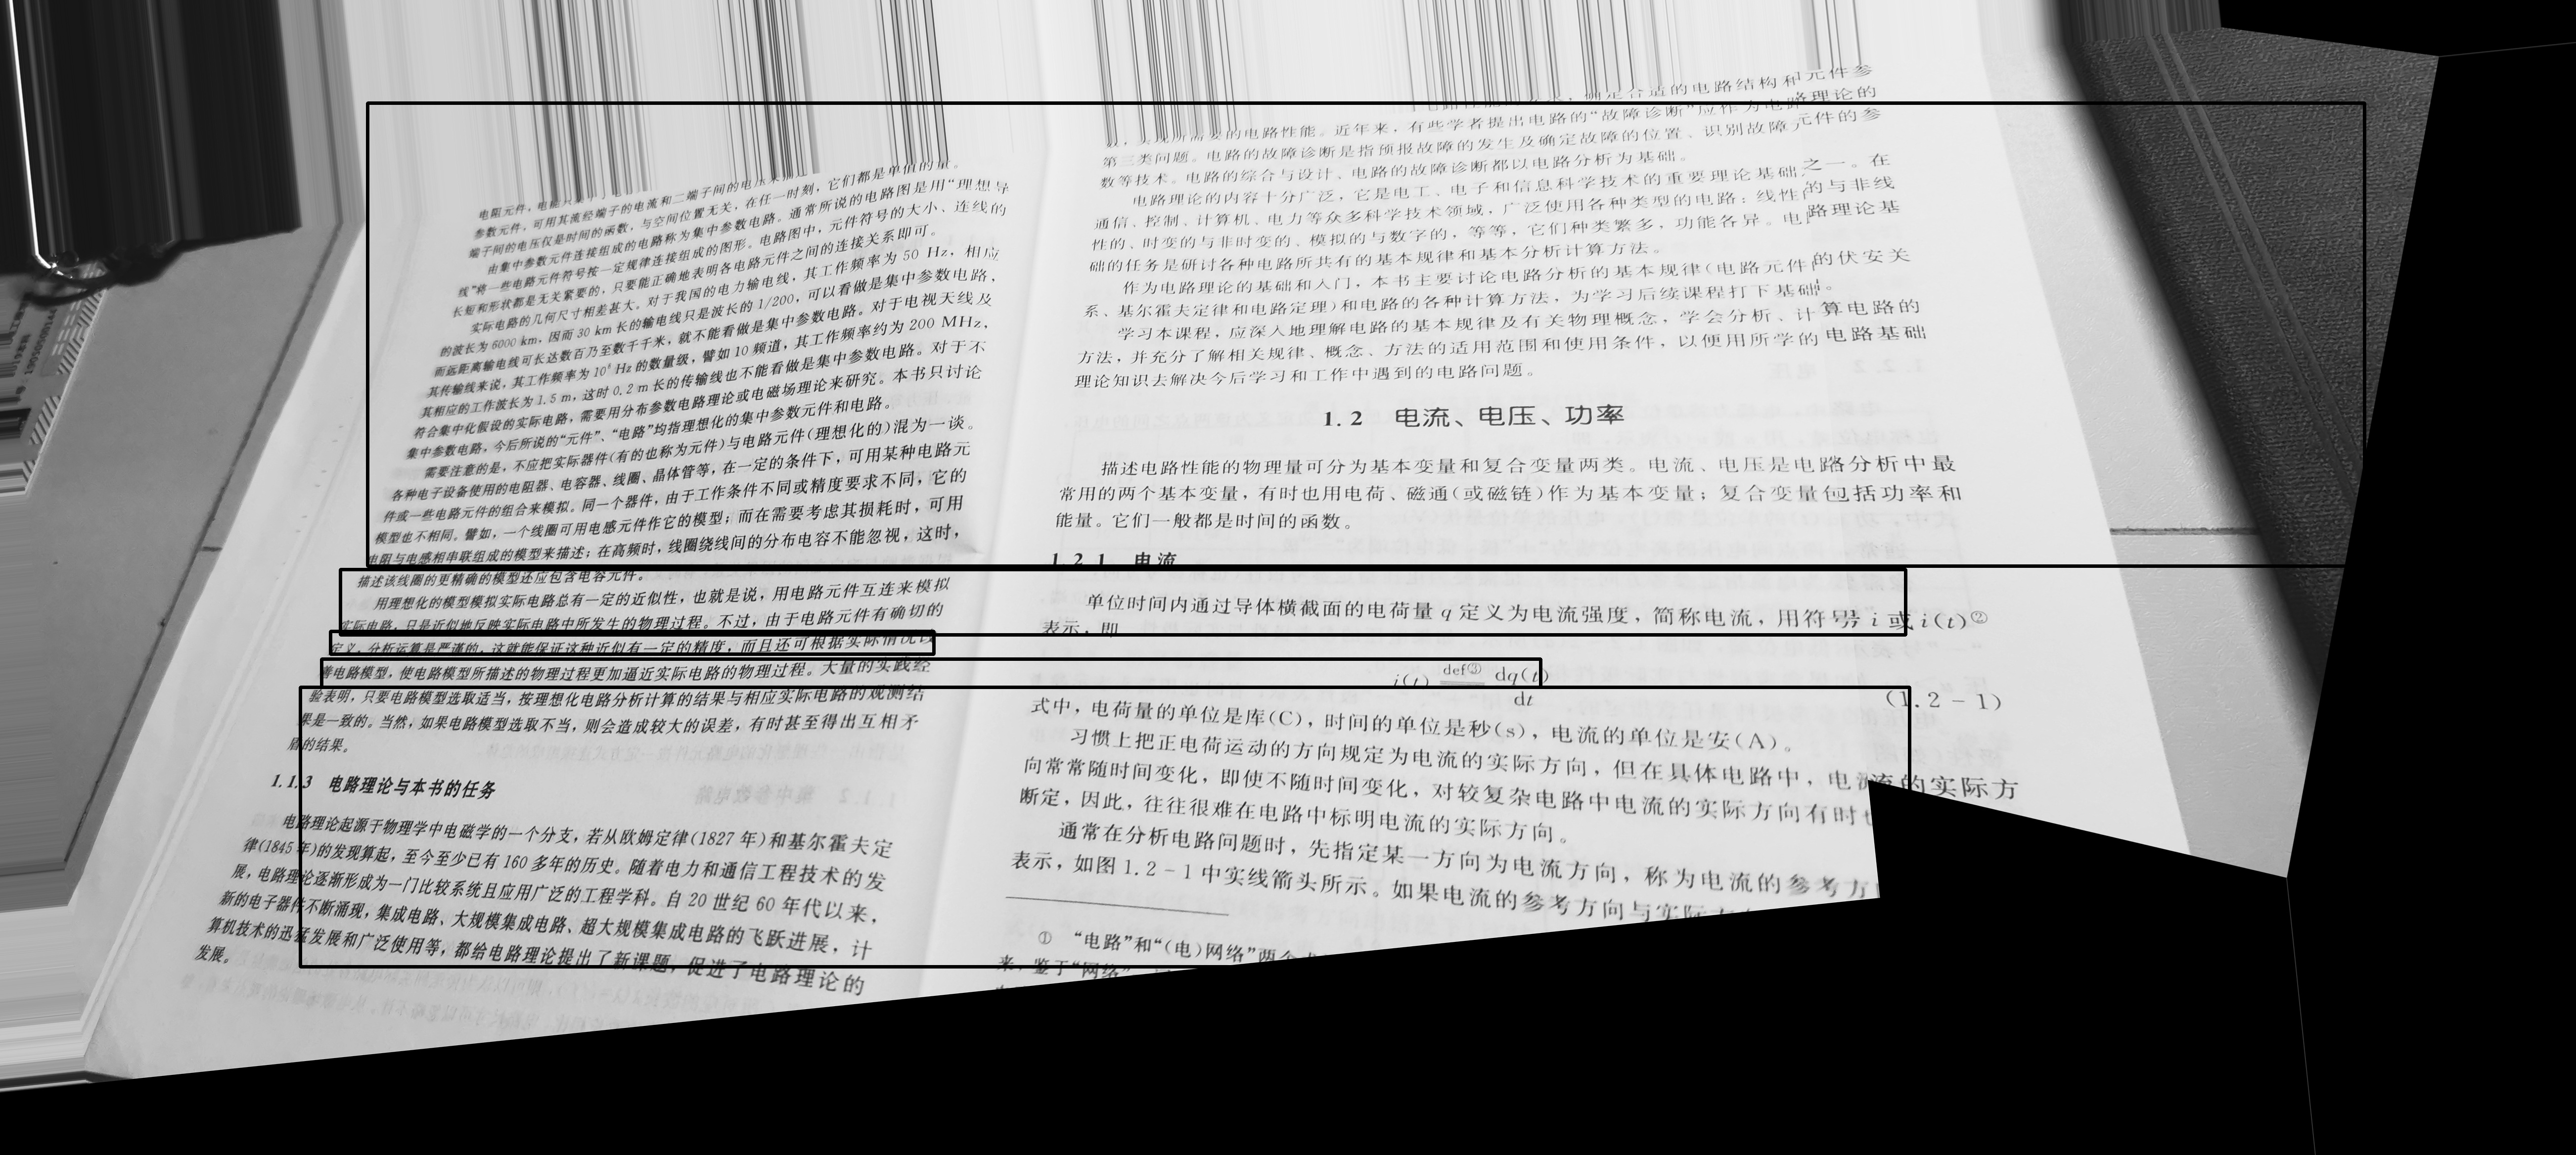 电阻元件，电能
参数元件，可用其流经端子的电流和二端子间的电压来
端子间的电压仅是时间的函数，与空间位置无关，在任一时刻，它们都是单值的量。
由集中参数元件连接组成的电路称为集中参数电路。通常所说的电路图是用“理想导
线”将一些电路元件符号按一定规律连接组成的图形。电路图中，元件符号的大小、连线的
长短和形状都是无关紧要的，只要能正确地表明各电路元件之间的连接关系即可。
实际电路的几何尺寸相差甚大。对于我国的电力输电线，其工作频率为 50 Hz，相应
的波长为 6000 km，因而 30 km 长的输电线只是波长的 1/200，可以看做是集中参数电路，
而远距离输电线可长达数百乃至数千千米，就不能看做是集中参数电路。对于电视天线及
其传输线来说，其工作频率为 10⁸ Hz 的数量级，譬如 10 频道，其工作频率约为 200 MHz，
其相应的工作波长为 1.5 m，这时 0.2 m 长的传输线也不能看做是集中参数电路。对于不
符合集中化假设的实际电路，需要用分布参数电路理论或电磁场理论来研究。本书只讨论
集中参数电路，今后所说的“元件”、“电路”均指理想化的集中参数元件和电路。
需要注意的是，不应把实际器件(有的也称为元件)与电路元件(理想化的)混为一谈。
各种电子设备使用的电阻器、电容器、线圈、晶体管等，在一定的条件下，可用某种电路元
件或一些电路元件的组合来模拟。同一个器件，由于工作条件不同或精度要求不同，它的
模型也不相同。譬如，一个线圈可用电感元件作它的模型；而在需要考虑其损耗时，可用
电阻与电感相串联组成的模型来描述；在高频时，线圈绕线间的分布电容不能忽视，这时，
描述该线圈的更精确的模型还应包含电容元件。
用理想化的模型模拟实际电路总有一定的近似性，也就是说，用电路元件互连来模拟
实际电路，只是近似地反映实际电路中所发生的物理过程。不过，由于电路元件有确切的
定义，分析运算是严谨的，这就能保证这种近似有一定的精度，而且还可根据实际情况改
善电路模型，使电路模型所描述的物理过程更加逼近实际电路的物理过程。大量的实践经
验表明，只要电路模型选取适当，按理想化电路分析计算的结果与相应实际电路的观测结
果是一致的。当然，如果电路模型选取不当，则会造成较大的误差，有时甚至得出互相矛
盾的结果。
1.1.3 电路理论与本书的任务
电路理论起源于物理学中电磁学的一个分支，若从欧姆定律(1827 年)和基尔霍夫定
律(1845 年)的发现算起，至今至少已有 160 多年的历史。随着电力和通信工程技术的发
展，电路理论逐渐形成为一门比较系统且应用广泛的工程学科。自 20 世纪 60 年代以来，
新的电子器件不断涌现，集成电路、大规模集成电路、超大规模集成电路的飞跃进展，计
算机技术的迅猛发展和广泛使用等，都给电路理论提出了新课题，促进了电路理论的
发展。
，确定合适的电路结构和元件参
的电路性能。近年来，有些学者提出电路的“故障诊断”应作为电路理论的
第三类问题。电路的故障诊断是指预报故障的发生及确定故障的位置、识别故障元件的参
数等技术。电路的综合与设计、电路的故障诊断都以电路分析为基础。
电路理论的内容十分广泛，它是电工、电子和信息科学技术的重要理论基础之一。在
通信、控制、计算机、电力等众多科学技术领域，广泛使用各种类型的电路：线性的与非线
性的、时变的与非时变的、模拟的与数字的，等等，它们种类繁多，功能各异。电路理论基
础的任务是研讨各种电路所共有的基本规律和基本分析计算方法。
作为电路理论的基础和入门，本书主要讨论电路分析的基本规律(电路元件的伏安关
系、基尔霍夫定律和电路定理)和电路的各种计算方法，为学习后续课程打下基础。
学习本课程，应深入地理解电路的基本规律及有关物理概念，学会分析、计算电路的
方法，并充分了解相关规律、概念、方法的适用范围和使用条件，以便用所学的电路基础
理论知识去解决今后学习和工作中遇到的电路问题。
1.2 电流、电压、功率
描述电路性能的物理量可分为基本变量和复合变量两类。电流、电压是电路分析中最
常用的两个基本变量，有时也用电荷、磁通(或磁链)作为基本变量；复合变量包括功率和
能量。它们一般都是时间的函数。
1.2.1 电流
单位时间内通过导体横截面的电荷量 q 定义为电流强度，简称电流，用符号 i 或 i(t)②
表示，即
i(t) def③ dq(t)
dt
(1.2-1)
式中，电荷量的单位是库(C)，时间的单位是秒(s)，电流的单位是安(A)。
习惯上把正电荷运动的方向规定为电流的实际方向，但在具体电路中，电流的实际方
向常常随时间变化，即使不随时间变化，对较复杂电路中电流的实际方向有时
断定，因此，往往很难在电路中标明电流的实际方向。
通常在分析电路问题时，先指定某一方向为电流方向，称为电流的参考方
表示，如图 1.2-1 中实线箭头所示。如果电流的参考方向与实际方
① “电路”和“(电)网络”两个
来，鉴于“网络”